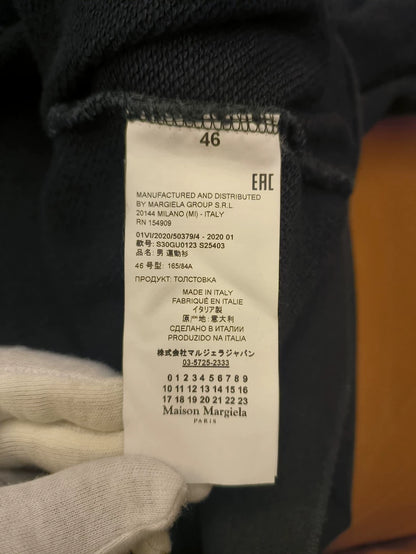 46
EAC
MANUFACTURED AND DISTRIBUTED
BY MARGIELA GROUP S.R.L.
20144 MILANO (MI) - ITALY
RN 154909
01VI/2020/50379/4 - 2020 01
款号: S30GU0123 S25403
品名: 男 運動衫
46 号型: 165/84A
ПРОДУКТ: ТОЛСТОВКА
MADE IN ITALY
FABRIQUÉ EN ITALIE
イタリア製
原产地: 意大利
СДЕЛАНО В ИТАЛИИ
PRODUZIDO NA ITALIA
株式会社マルジェラジャパン
03-5725-2333
0 1 2 3 4 5 6 7 8 9
10 11 12 13 14 15 16
17 18 19 20 21 22 23
Maison Margiela
PARIS